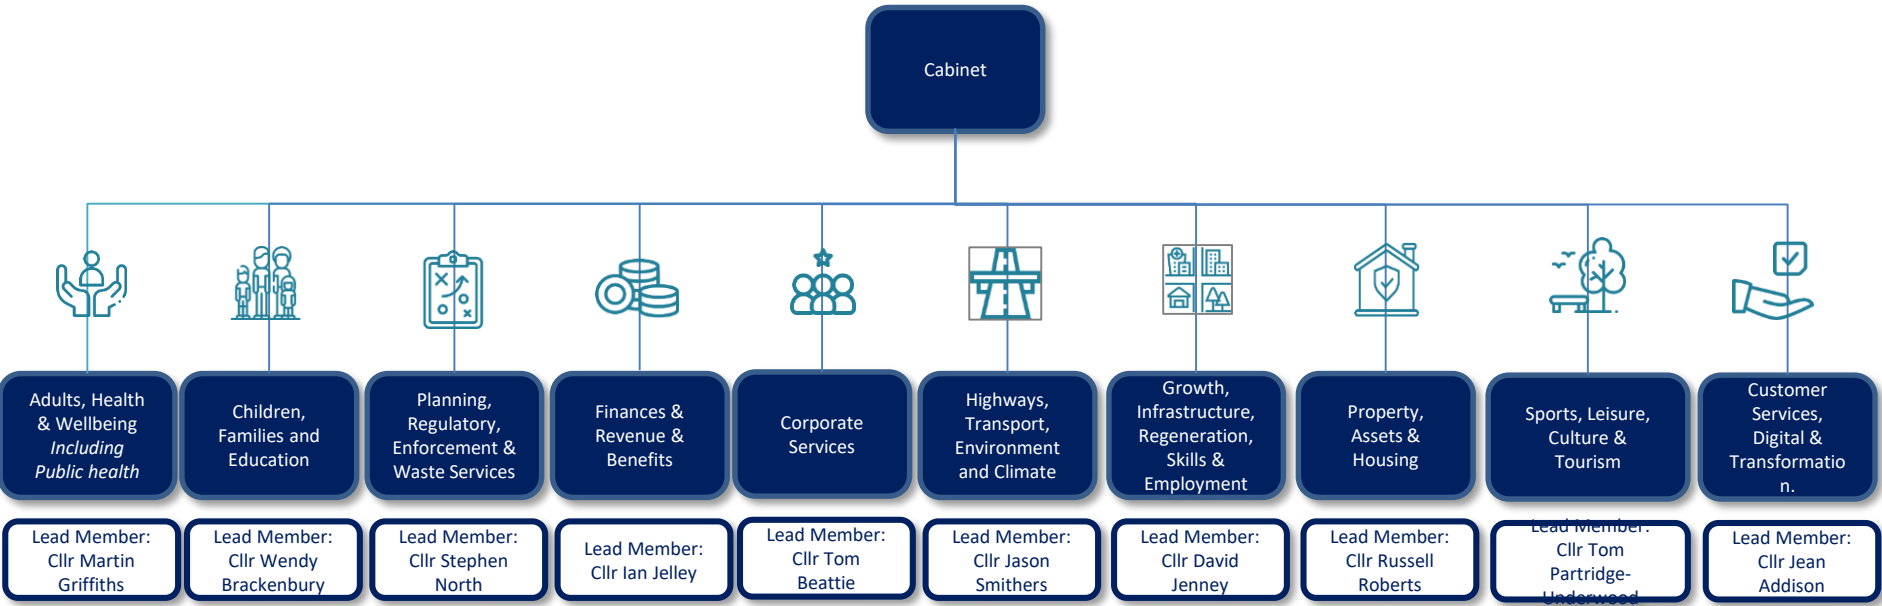 Cabinet
Adults, Health
& Wellbeing
Including
Public health
Children,
Families and
Education
Planning,
Regulatory,
Enforcement &
Waste Services
Finances &
Revenue &
Benefits
Corporate
Services
Highways,
Transport,
Environment
and Climate
Growth,
Infrastructure,
Regeneration,
Skills &
Employment
Property,
Assets &
Housing
Sports, Leisure,
Culture &
Tourism
Customer
Services,
Digital &
Transformatio
n.
Lead Member:
Cllr Martin
Griffiths
Lead Member:
Cllr Wendy
Brackenbury
Lead Member:
Cllr Stephen
North
Lead Member:
Cllr Ian Jelley
Lead Member:
Cllr Tom
Beattie
Lead Member:
Cllr Jason
Smithers
Lead Member:
Cllr David
Jenney
Lead Member:
Cllr Russell
Roberts
Lead Member:
Cllr Tom
Partridge-
Underwood
Lead Member:
Cllr Jean
Addison